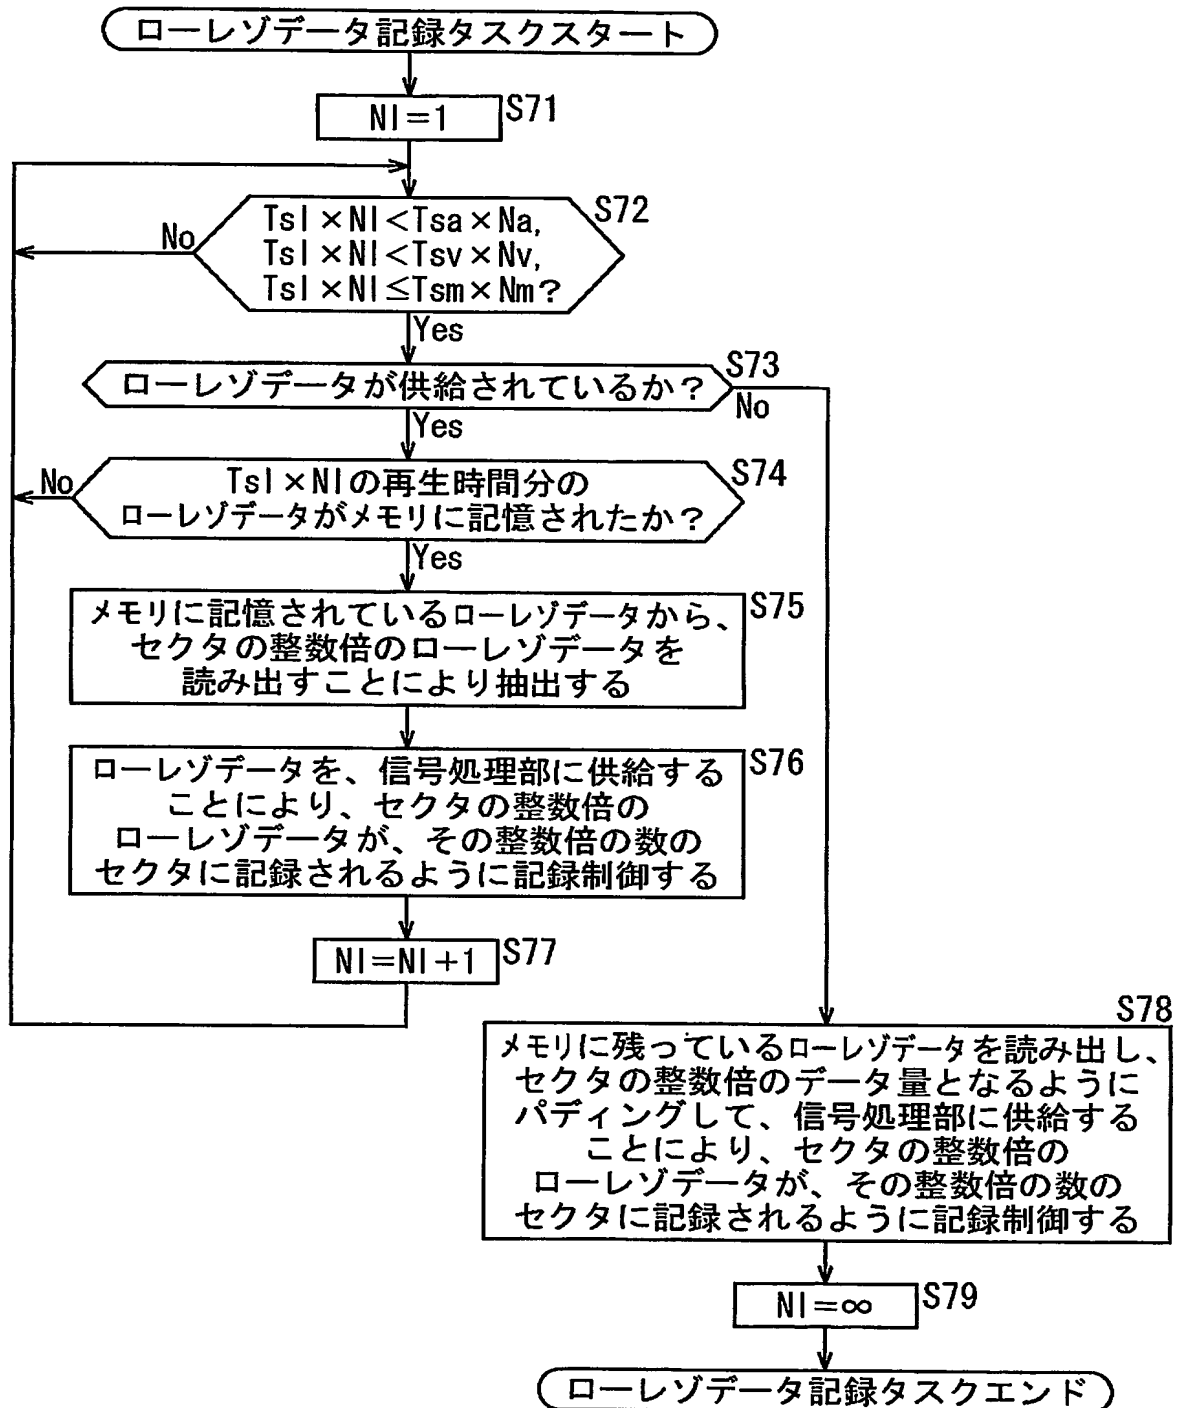 ローレゾデータ記録タスクスタート
Nl=1
S71
Tsl×Nl<Tsa×Na,
Tsl×Nl<Tsv×Nv,
Tsl×Nl≤Tsm×Nm?
S72
No
Yes
ローレゾデータが供給されているか?
S73
No
Yes
Tsl×Nlの再生時間分の
ローレゾデータがメモリに記憶されたか?
S74
No
Yes
メモリに記憶されているローレゾデータから、
セクタの整数倍のローレゾデータを
読み出すことにより抽出する
S75
ローレゾデータを、信号処理部に供給する
ことにより、セクタの整数倍の
ローレゾデータが、その整数倍の数の
セクタに記録されるように記録制御する
S76
Nl=Nl+1
S77
S78
メモリに残っているローレゾデータを読み出し、
セクタの整数倍のデータ量となるように
パディングして、信号処理部に供給する
ことにより、セクタの整数倍の
ローレゾデータが、その整数倍の数の
セクタに記録されるように記録制御する
Nl=∞
S79
ローレゾデータ記録タスクエンド